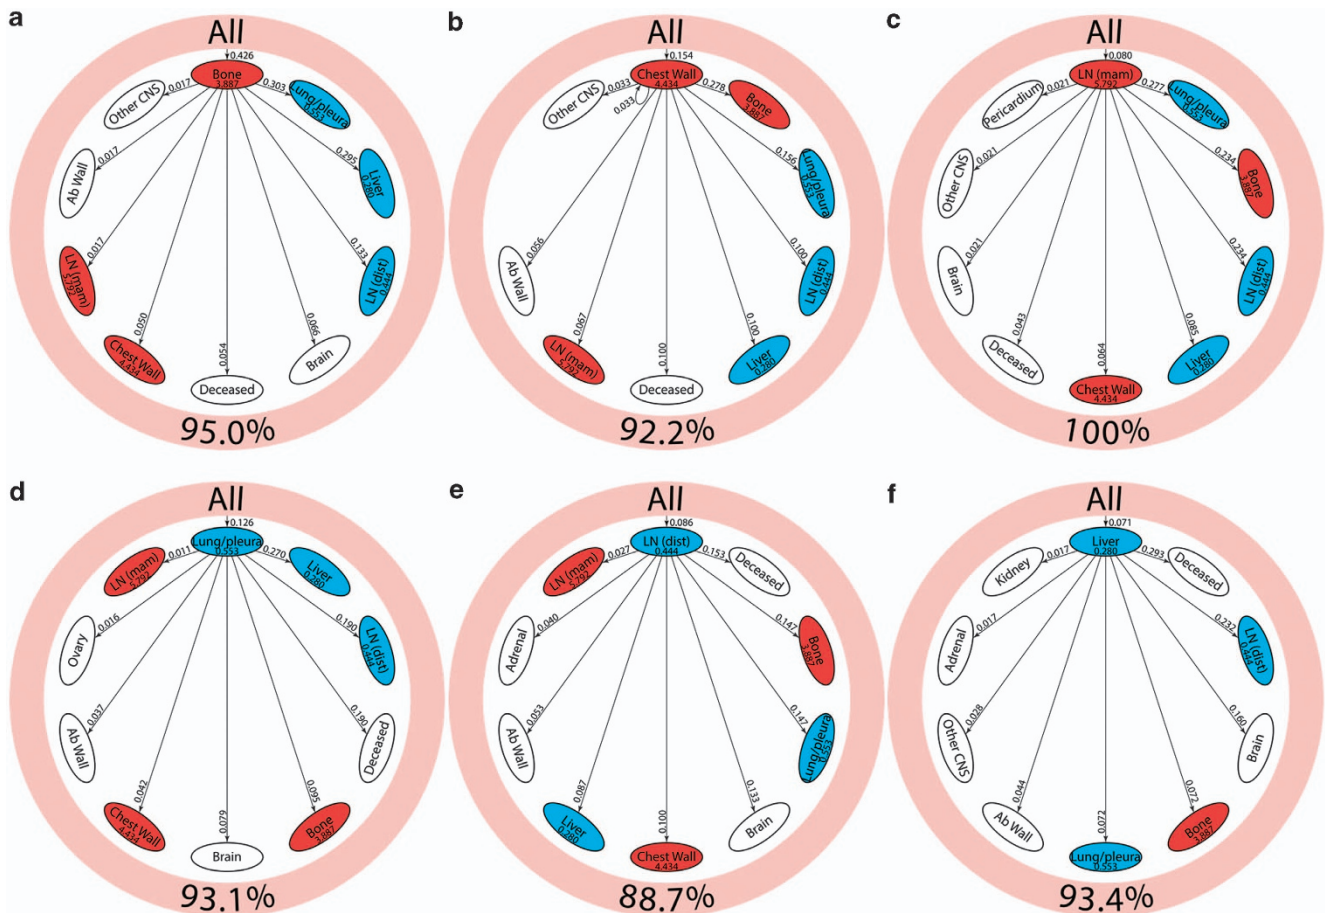 a
All
0.426
Bone
3.887
0.017
Other CNS
0.303
Lung/pleura
0.553
0.017
Ab Wall
0.295
Liver
0.280
0.017
LN (mam)
5.792
0.133
LN (dist)
0.444
0.050
Chest Wall
4.434
0.054
Deceased
0.066
Brain
95.0%
b
All
0.154
Chest Wall
4.434
0.033
Other CNS
0.033
0.278
Bone
3.887
0.156
Lung/pleura
0.553
0.056
Ab Wall
0.100
LN (dist)
0.444
0.067
LN (mam)
5.792
0.100
Deceased
0.100
Liver
0.280
92.2%
c
All
0.080
LN (mam)
5.792
0.021
Pericardium
0.277
Lung/pleura
0.553
0.021
Other CNS
0.234
Bone
3.887
0.021
Brain
0.234
LN (dist)
0.444
0.043
Deceased
0.064
Chest Wall
4.434
0.085
Liver
0.280
100%
d
All
0.126
Lung/pleura
0.553
0.011
LN (mam)
5.792
0.270
Liver
0.280
0.016
Ovary
0.190
LN (dist)
0.444
0.037
Ab Wall
0.190
Deceased
0.042
Chest Wall
4.434
0.079
Brain
0.095
Bone
3.887
93.1%
e
All
0.086
LN (dist)
0.444
0.027
LN (mam)
5.792
0.153
Deceased
0.040
Adrenal
0.147
Bone
3.887
0.053
Ab Wall
0.147
Lung/pleura
0.553
0.087
Liver
0.280
0.100
Chest Wall
4.434
0.133
Brain
88.7%
f
All
0.071
Liver
0.280
0.017
Kidney
0.293
Deceased
0.017
Adrenal
0.232
LN (dist)
0.444
0.028
Other CNS
0.160
Brain
0.044
Ab Wall
0.072
Lung/pleura
0.553
0.072
Bone
3.887
93.4%